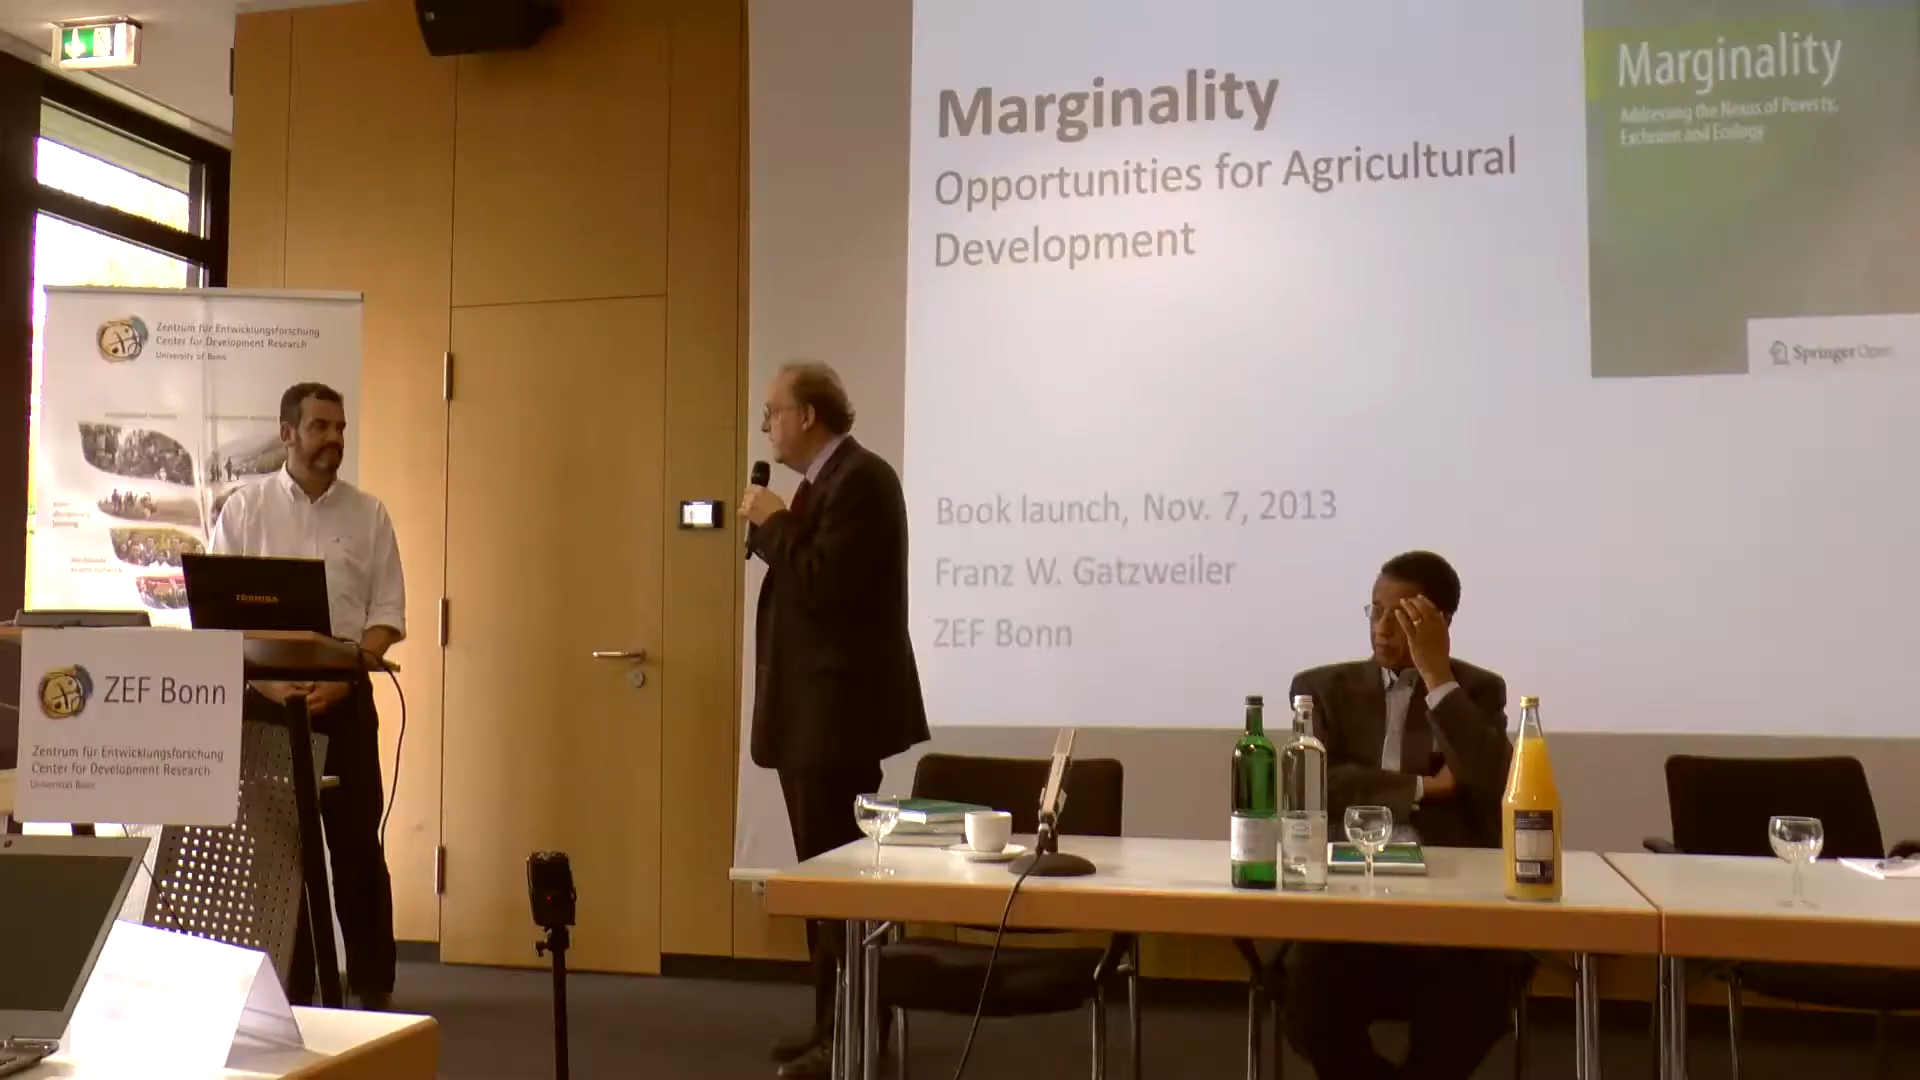 Marginality
Opportunities for Agricultural
Development
Book launch, Nov. 7, 2013
Franz W. Gatzweiler
ZEF Bonn
Marginality
Addressing the Nexus of Poverty,
Exclusion and Ecology
Springer Open
Zentrum für Entwicklungsforschung
Center for Development Research
University of Bonn
TOSHIBA
ZEF Bonn
Zentrum für Entwicklungsforschung
Center for Development Research
Universität Bonn